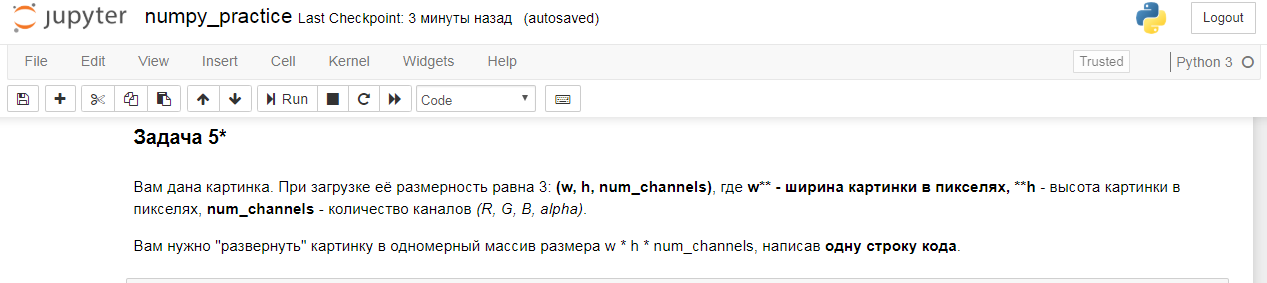 jupyter numpy_practice Last Checkpoint: 3 минуты назад (autosaved)
Logout
File Edit View Insert Cell Kernel Widgets Help
Trusted Python 3
Run Code
Задача 5*
Вам дана картинка. При загрузке её размерность равна 3: (w, h, num_channels), где w** - ширина картинки в пикселях, **h - высота картинки в
пикселях, num_channels - количество каналов (R, G, B, alpha).
Вам нужно "развернуть" картинку в одномерный массив размера w * h * num_channels, написав одну строку кода.